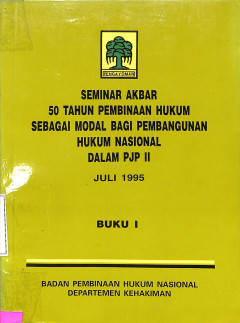 PENGAYOMAN
SEMINAR AKBAR
50 TAHUN PEMBINAAN HUKUM
SEBAGAI MODAL BAGI PEMBANGUNAN
HUKUM NASIONAL
DALAM PJP II
JULI 1995
BUKU I
BADAN PEMBINAAN HUKUM NASIONAL
DEPARTEMEN KEHAKIMAN